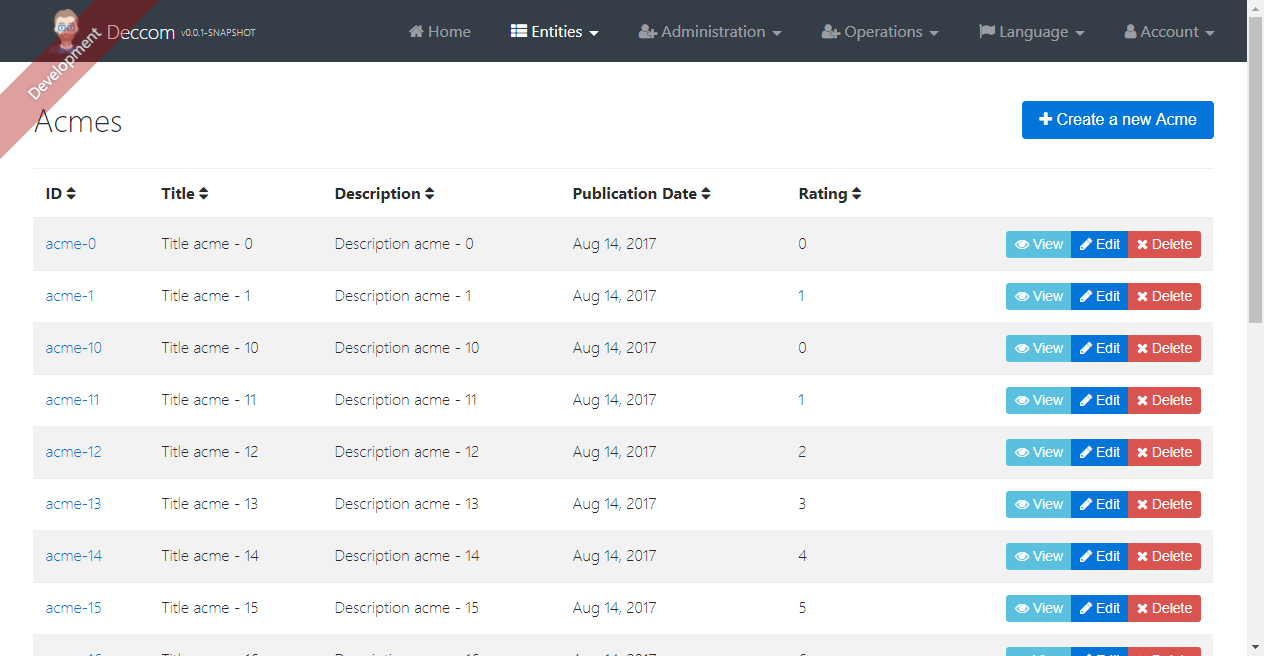 Development
Deccom v0.0.1-SNAPSHOT Home Entities Administration Operations Language Account
Acmes Create a new Acme
ID Title Description Publication Date Rating
acme-0 Title acme - 0 Description acme - 0 Aug 14, 2017 0 View Edit Delete
acme-1 Title acme - 1 Description acme - 1 Aug 14, 2017 1 View Edit Delete
acme-10 Title acme - 10 Description acme - 10 Aug 14, 2017 0 View Edit Delete
acme-11 Title acme - 11 Description acme - 11 Aug 14, 2017 1 View Edit Delete
acme-12 Title acme - 12 Description acme - 12 Aug 14, 2017 2 View Edit Delete
acme-13 Title acme - 13 Description acme - 13 Aug 14, 2017 3 View Edit Delete
acme-14 Title acme - 14 Description acme - 14 Aug 14, 2017 4 View Edit Delete
acme-15 Title acme - 15 Description acme - 15 Aug 14, 2017 5 View Edit Delete